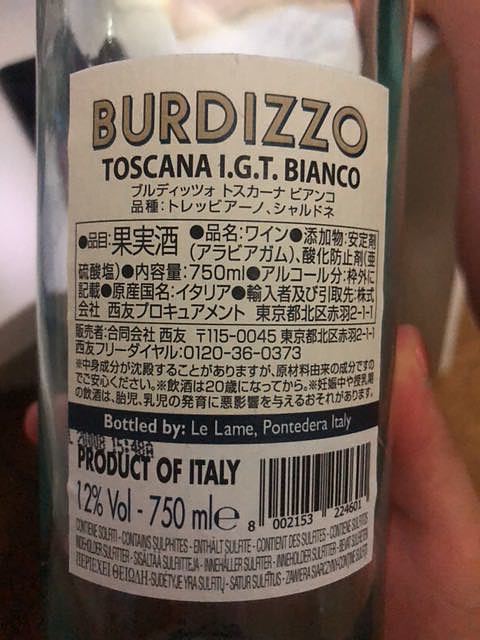 BURDIZZO
TOSCANA I.G.T. BIANCO
ブルディッツォ トスカーナ ビアンコ
品種:トレッビアーノ、シャルドネ
●品目:果実酒 ●品名:ワイン●添加物:安定剤
(アラビアガム)、酸化防止剤(亜
硫酸塩)●内容量:750ml●アルコール分:枠外に
記載●原産国名:イタリア●輸入者及び引取先:株式
会社 西友プロキュアメント 東京都北区赤羽2-1-1
販売者:合同会社 西友 〒115-0045 東京都北区赤羽2-1-1
西友フリーダイヤル:0120-36-0373
※中身成分が沈殿することがありますが、原材料由来の成分ですの
でご安心ください。※飲酒は20歳になってから。※妊娠中や授乳期
の飲酒は、胎児、乳児の発育に悪影響を与えるおそれがあります。
Bottled by: Le Lame, Pontedera Italy
PRODUCT OF ITALY
12% Vol - 750 ml e
8 002153 224601
CONTIENE SOLFITI - CONTAINS SULPHITES - ENTHÄLT SULFITE - CONTIENT DES SULFITES - CONTIENE SULFITOS
INDEHOLDER SULFITTER - SISÄLTÄÄ SULFIITTEJA - INNEHÅLLER SULFITER - INNEHOLDER SULFITTER - BEVAT SULFIETEN
ΠΕΡΙΕΧΕΙ ΘΕΙΩΔΗ -